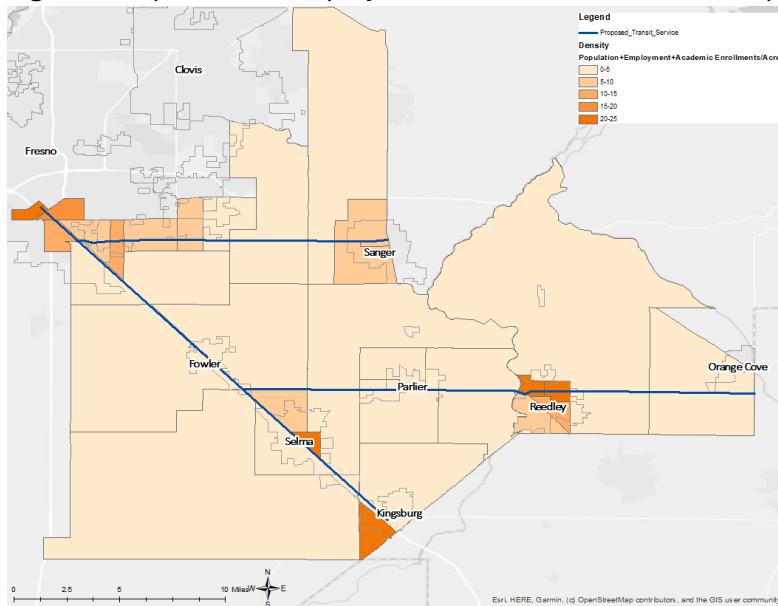 Legend
Proposed_Transit_Service
Density
Population+Employment+Academic Enrollments/Acre
0-5
5-10
10-15
15-20
20-25
Clovis
Fresno
Sanger
Fowler
Parlier
Orange Cove
Reedley
Selma
Kingsburg
0 2.5 5 10 Miles
N
W E
S
Esri, HERE, Garmin, (c) OpenStreetMap contributors, and the GIS user community